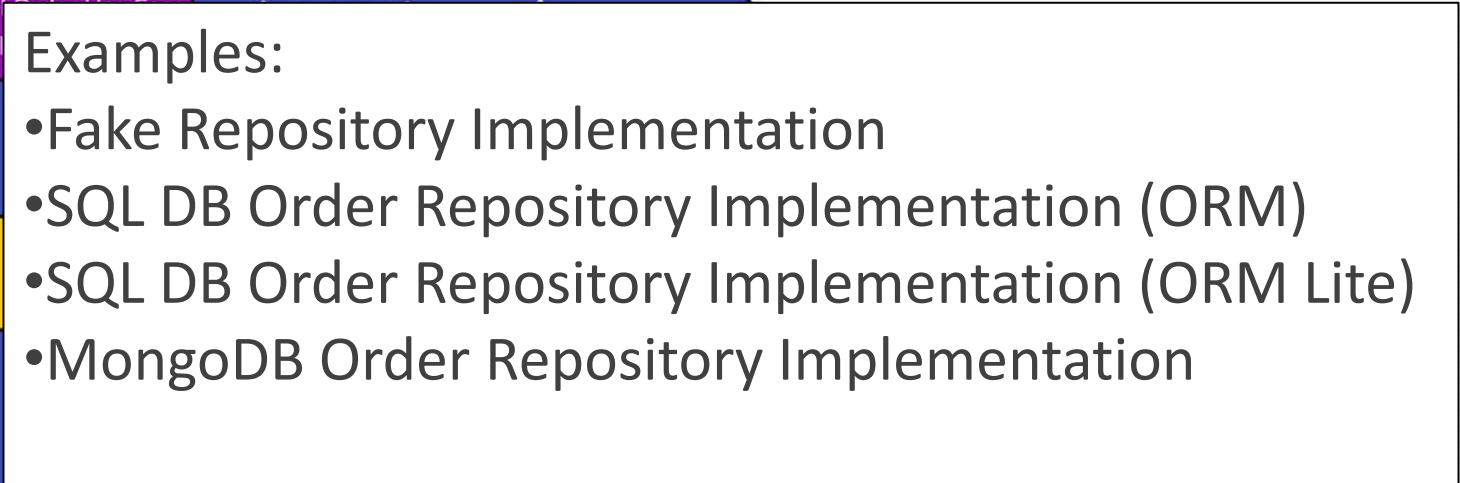 Examples:
•Fake Repository Implementation
•SQL DB Order Repository Implementation (ORM)
•SQL DB Order Repository Implementation (ORM Lite)
•MongoDB Order Repository Implementation